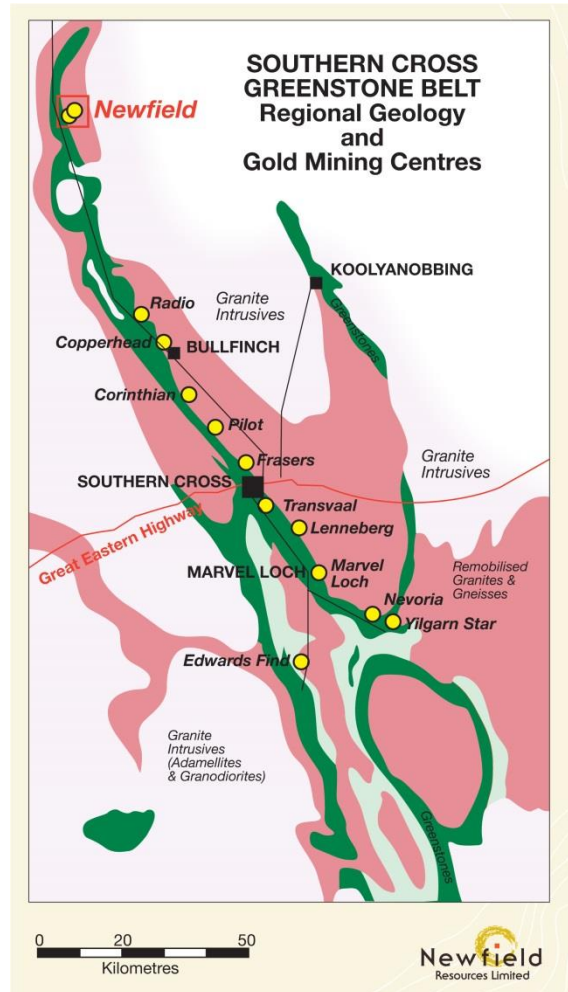 SOUTHERN CROSS
GREENSTONE BELT
Regional Geology
and
Gold Mining Centres
Newfield
KOOLYANOBBING
Greenstones
Granite
Intrusives
Radio
Copperhead
BULLFINCH
Corinthian
Pilot
Frasers
Granite
Intrusives
SOUTHERN CROSS
Great Eastern Highway
Transvaal
Lenneberg
MARVEL LOCH
Marvel
Loch
Remobilised
Granites &
Gneisses
Nevoria
Yilgarn Star
Edwards Find
Granite
Intrusives
(Adamellites
& Granodiorites)
Greenstones
0 20 50
Kilometres
Newfield
Resources Limited